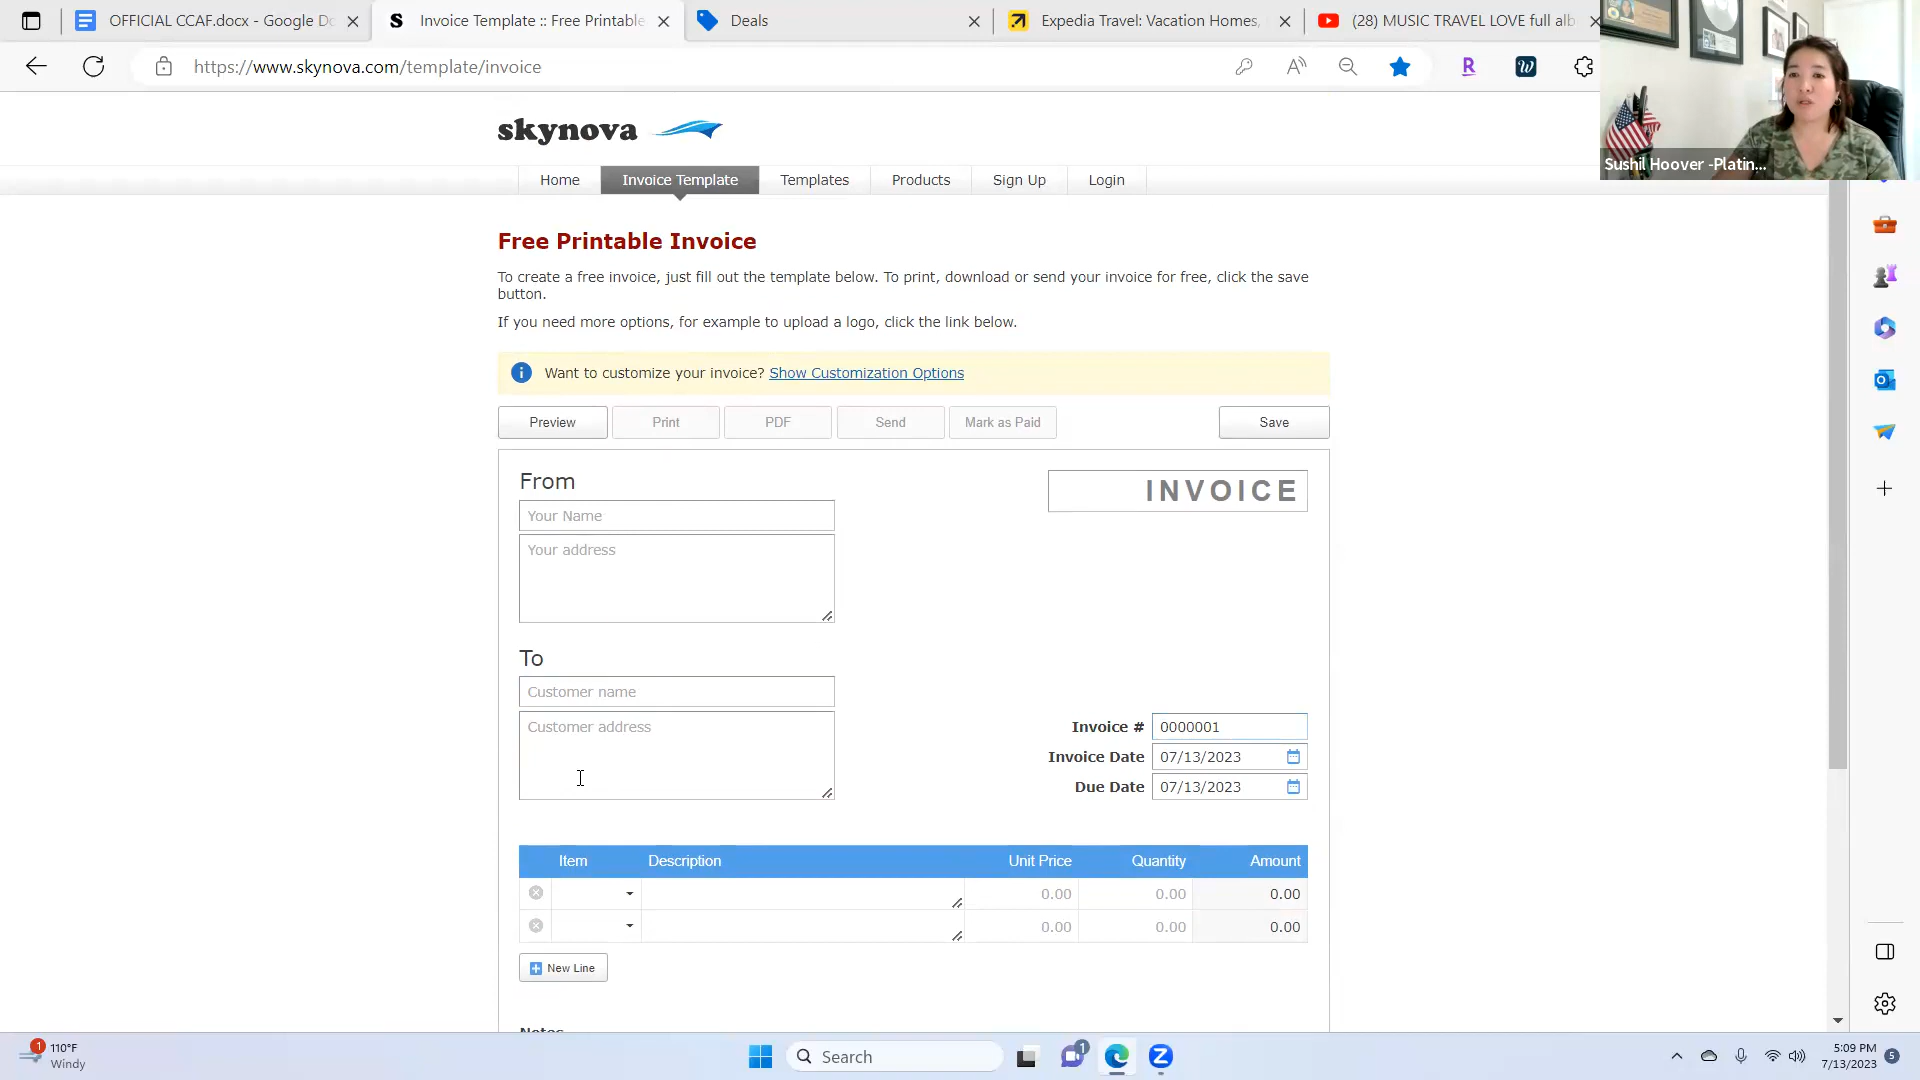 OFFICIAL CCAF.docx - Google Do
Invoice Template :: Free Printable
Deals
Expedia Travel: Vacation Homes,
(28) MUSIC TRAVEL LOVE full alb
https://www.skynova.com/template/invoice
Sushil Hoover -Platin...
skynova
Home
Invoice Template
Templates
Products
Sign Up
Login
Free Printable Invoice
To create a free invoice, just fill out the template below. To print, download or send your invoice for free, click the save
button.
If you need more options, for example to upload a logo, click the link below.
Want to customize your invoice? Show Customization Options
Preview
Print
PDF
Send
Mark as Paid
Save
From
INVOICE
Your Name
Your address
To
Customer name
Customer address
Invoice # 0000001
Invoice Date 07/13/2023
Due Date 07/13/2023
Item Description Unit Price Quantity Amount
0.00 0.00 0.00
0.00 0.00 0.00
New Line
Notes
1
110°F
Windy
Search
1
5:09 PM
7/13/2023
5